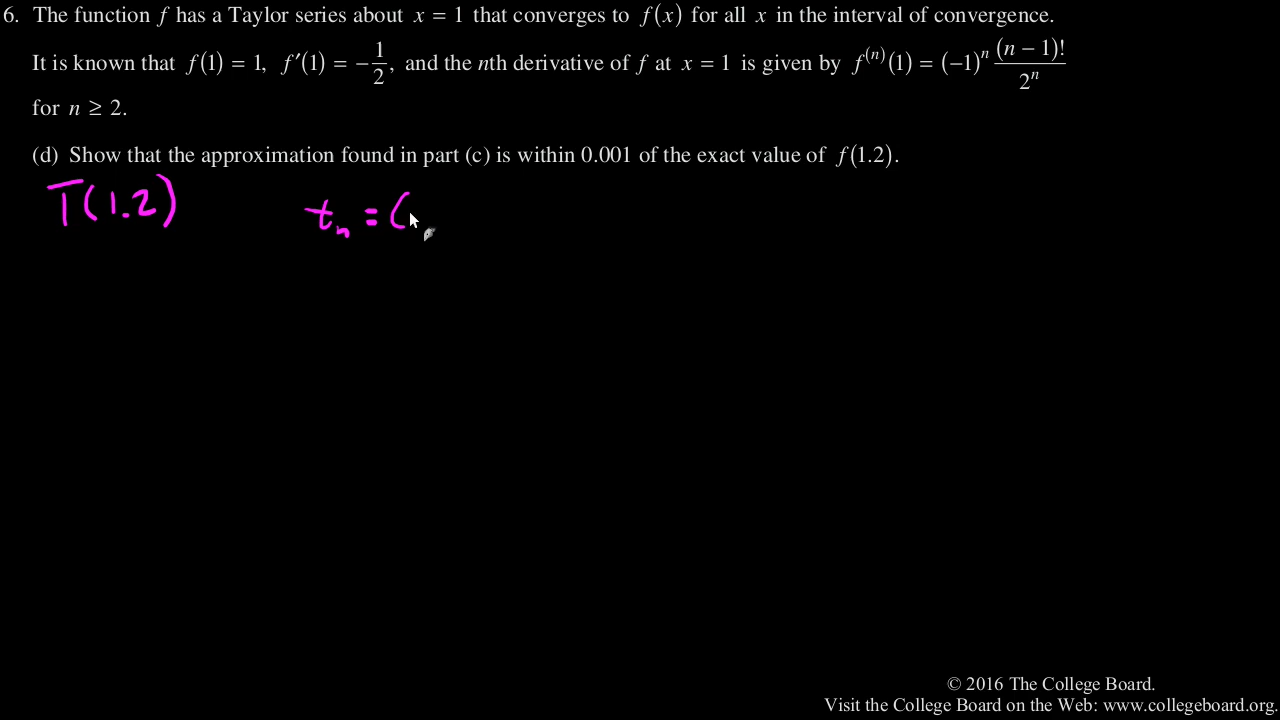 6. The function f has a Taylor series about x = 1 that converges to f(x) for all x in the interval of convergence.
It is known that f(1) = 1, f′(1) = −1/2, and the nth derivative of f at x = 1 is given by f⁽ⁿ⁾(1) = (−1)ⁿ (n − 1)!/2ⁿ
for n ≥ 2.
(d) Show that the approximation found in part (c) is within 0.001 of the exact value of f(1.2).
T(1.2) tₙ = (
© 2016 The College Board.
Visit the College Board on the Web: www.collegeboard.org.